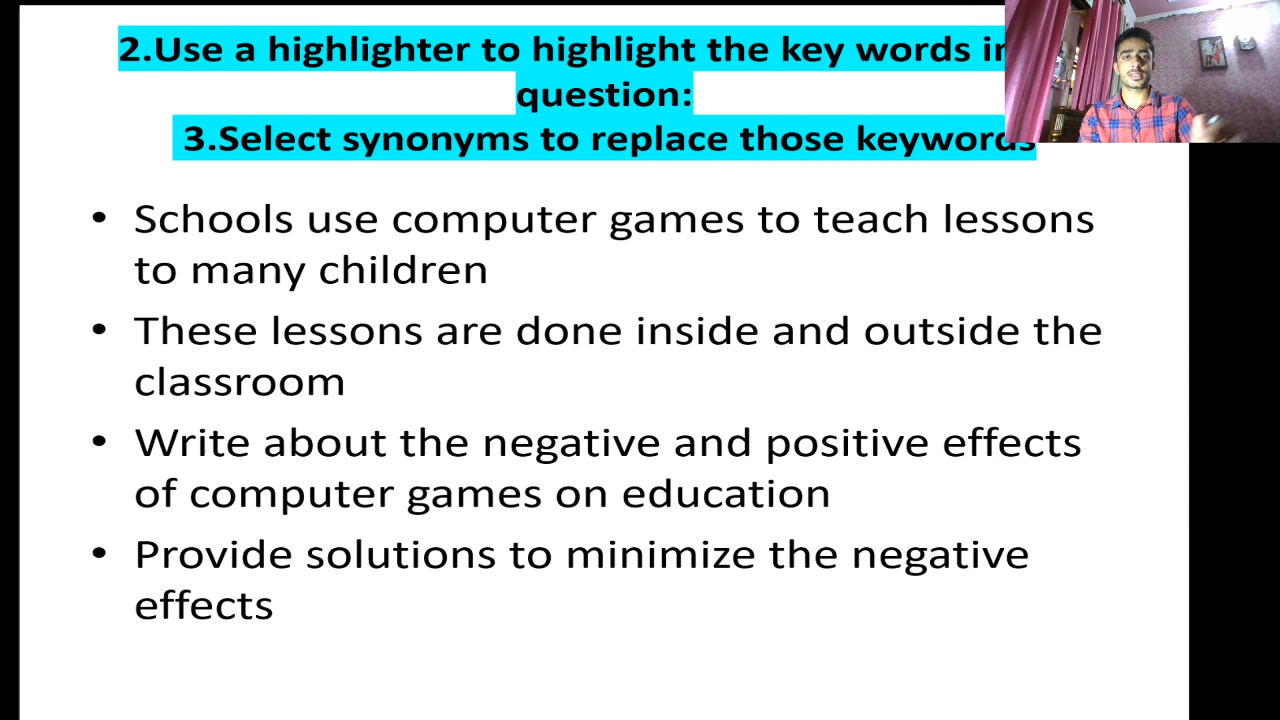 2.Use a highlighter to highlight the key words in
question:
3.Select synonyms to replace those keywords
• Schools use computer games to teach lessons
to many children
• These lessons are done inside and outside the
classroom
• Write about the negative and positive effects
of computer games on education
• Provide solutions to minimize the negative
effects